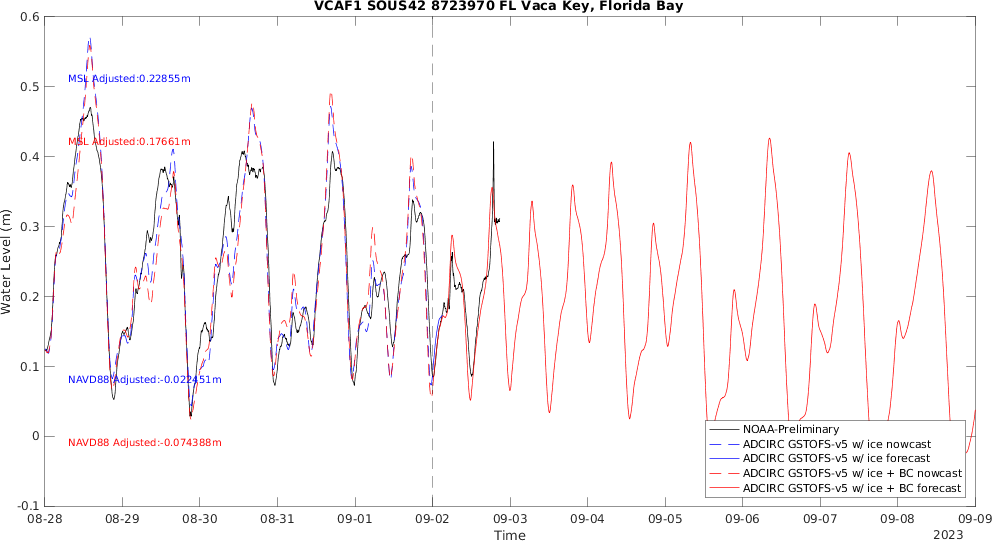 VCAF1 SOUS42 8723970 FL Vaca Key, Florida Bay
0.6
0.5
0.4
0.3
0.2
0.1
0
-0.1
Water Level (m)
MSL Adjusted:0.22855m
MSL Adjusted:0.17661m
NAVD88 Adjusted:-0.022451m
NAVD88 Adjusted:-0.074388m
NOAA-Preliminary
ADCIRC GSTOFS-v5 w/ ice nowcast
ADCIRC GSTOFS-v5 w/ ice forecast
ADCIRC GSTOFS-v5 w/ ice + BC nowcast
ADCIRC GSTOFS-v5 w/ ice + BC forecast
08-28 08-29 08-30 08-31 09-01 09-02 09-03 09-04 09-05 09-06 09-07 09-08 09-09
Time
2023